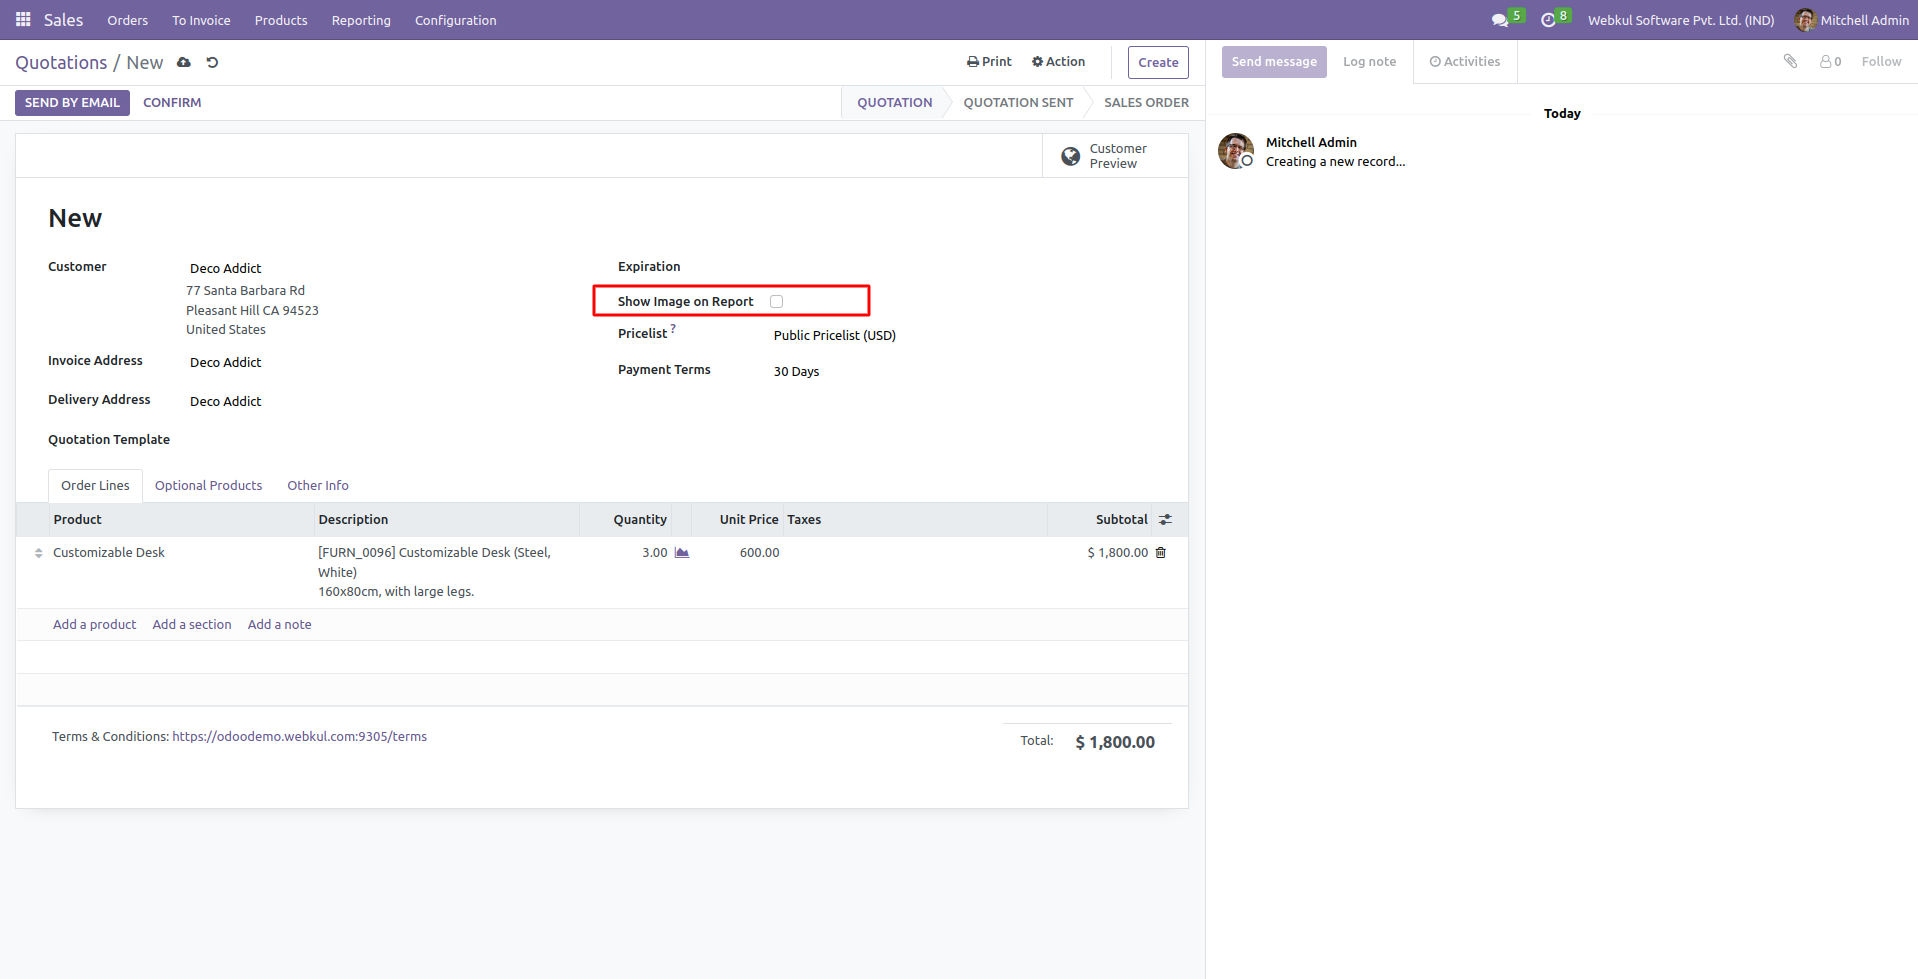 Sales Orders To Invoice Products Reporting Configuration 5 8 Webkul Software Pvt. Ltd. (IND) Mitchell Admin
Quotations / New Print Action Create
SEND BY EMAIL CONFIRM QUOTATION QUOTATION SENT SALES ORDER
Customer
Preview
New
Customer Deco Addict
77 Santa Barbara Rd
Pleasant Hill CA 94523
United States
Invoice Address Deco Addict
Delivery Address Deco Addict
Quotation Template
Expiration
Show Image on Report
Pricelist ? Public Pricelist (USD)
Payment Terms 30 Days
Order Lines Optional Products Other Info
Product Description Quantity Unit Price Taxes Subtotal
Customizable Desk [FURN_0096] Customizable Desk (Steel, 3.00 600.00 $ 1,800.00
White)
160x80cm, with large legs.
Add a product Add a section Add a note
Terms & Conditions: https://odoodemo.webkul.com:9305/terms
Total: $ 1,800.00
Send message Log note Activities 0 Follow
Today
Mitchell Admin
Creating a new record...